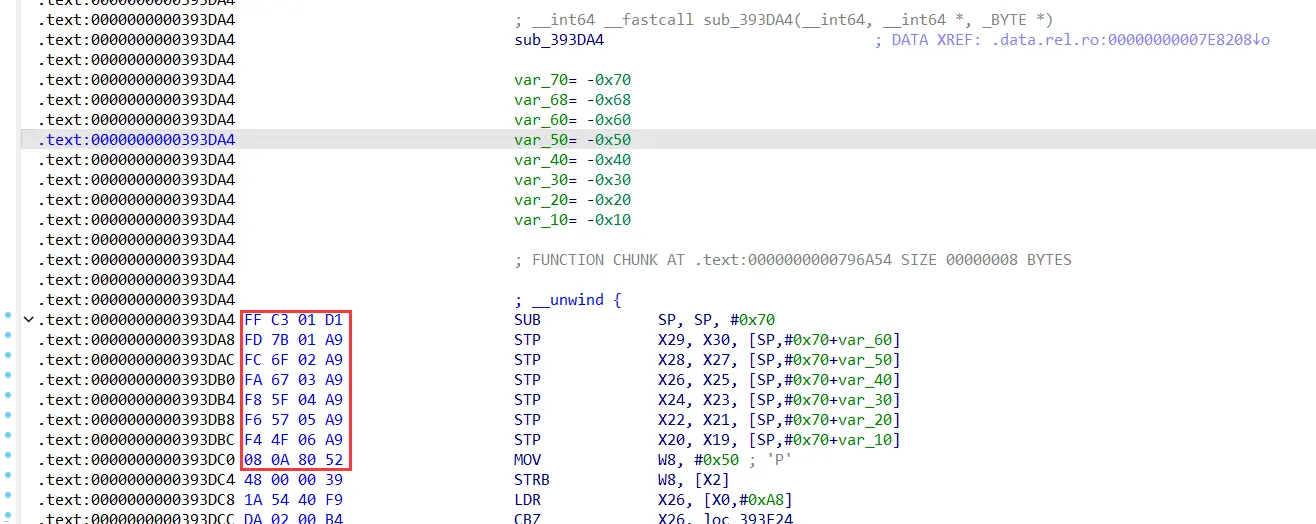 .text:0000000000393DA4
.text:0000000000393DA4 ; __int64 __fastcall sub_393DA4(__int64, __int64 *, _BYTE *)
.text:0000000000393DA4 sub_393DA4 ; DATA XREF: .data.rel.ro:00000000007E8208↓o
.text:0000000000393DA4
.text:0000000000393DA4 var_70= -0x70
.text:0000000000393DA4 var_68= -0x68
.text:0000000000393DA4 var_60= -0x60
.text:0000000000393DA4 var_50= -0x50
.text:0000000000393DA4 var_40= -0x40
.text:0000000000393DA4 var_30= -0x30
.text:0000000000393DA4 var_20= -0x20
.text:0000000000393DA4 var_10= -0x10
.text:0000000000393DA4
.text:0000000000393DA4 ; FUNCTION CHUNK AT .text:0000000000796A54 SIZE 00000008 BYTES
.text:0000000000393DA4
.text:0000000000393DA4 ; __unwind {
.text:0000000000393DA4 FF C3 01 D1 SUB SP, SP, #0x70
.text:0000000000393DA8 FD 7B 01 A9 STP X29, X30, [SP,#0x70+var_60]
.text:0000000000393DAC FC 6F 02 A9 STP X28, X27, [SP,#0x70+var_50]
.text:0000000000393DB0 FA 67 03 A9 STP X26, X25, [SP,#0x70+var_40]
.text:0000000000393DB4 F8 5F 04 A9 STP X24, X23, [SP,#0x70+var_30]
.text:0000000000393DB8 F6 57 05 A9 STP X22, X21, [SP,#0x70+var_20]
.text:0000000000393DBC F4 4F 06 A9 STP X20, X19, [SP,#0x70+var_10]
.text:0000000000393DC0 08 0A 80 52 MOV W8, #0x50 ; 'P'
.text:0000000000393DC4 48 00 00 39 STRB W8, [X2]
.text:0000000000393DC8 1A 54 40 F9 LDR X26, [X0,#0xA8]
.text:0000000000393DCC DA 02 00 B4 CBZ X26, loc_393E24